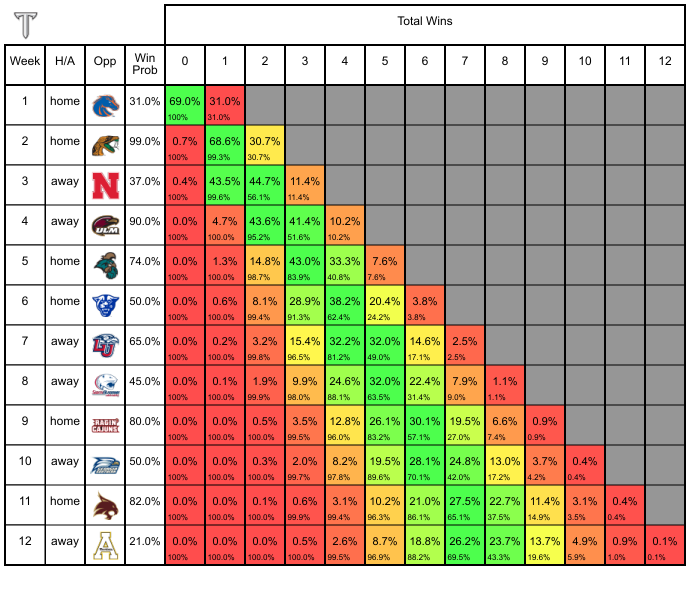 T
Total Wins
Week H/A Opp Win Prob 0 1 2 3 4 5 6 7 8 9 10 11 12
1 home 31.0% 69.0% 31.0%
100% 31.0%
2 home 99.0% 0.7% 68.6% 30.7%
100% 99.3% 30.7%
3 away N 37.0% 0.4% 43.5% 44.7% 11.4%
100% 99.6% 56.1% 11.4%
4 away ULM 90.0% 0.0% 4.7% 43.6% 41.4% 10.2%
100% 100.0% 95.2% 51.6% 10.2%
5 home 74.0% 0.0% 1.3% 14.8% 43.0% 33.3% 7.6%
100% 100.0% 98.7% 83.9% 40.8% 7.6%
6 home 50.0% 0.0% 0.6% 8.1% 28.9% 38.2% 20.4% 3.8%
100% 100.0% 99.4% 91.3% 62.4% 24.2% 3.8%
7 away LU 65.0% 0.0% 0.2% 3.2% 15.4% 32.2% 32.0% 14.6% 2.5%
100% 100.0% 99.8% 96.5% 81.2% 49.0% 17.1% 2.5%
8 away 45.0% 0.0% 0.1% 1.9% 9.9% 24.6% 32.0% 22.4% 7.9% 1.1%
100% 100.0% 99.9% 98.0% 88.1% 63.5% 31.4% 9.0% 1.1%
9 home RAGIN CAJUNS 80.0% 0.0% 0.0% 0.5% 3.5% 12.8% 26.1% 30.1% 19.5% 6.6% 0.9%
100% 100.0% 100.0% 99.5% 96.0% 83.2% 57.1% 27.0% 7.4% 0.9%
10 away 50.0% 0.0% 0.0% 0.3% 2.0% 8.2% 19.5% 28.1% 24.8% 13.0% 3.7% 0.4%
100% 100.0% 100.0% 99.7% 97.8% 89.6% 70.1% 42.0% 17.2% 4.2% 0.4%
11 home 82.0% 0.0% 0.0% 0.1% 0.6% 3.1% 10.2% 21.0% 27.5% 22.7% 11.4% 3.1% 0.4%
100% 100.0% 100.0% 99.9% 99.4% 96.3% 86.1% 65.1% 37.5% 14.9% 3.5% 0.4%
12 away A 21.0% 0.0% 0.0% 0.0% 0.5% 2.6% 8.7% 18.8% 26.2% 23.7% 13.7% 4.9% 0.9% 0.1%
100% 100.0% 100.0% 100.0% 99.5% 96.9% 88.2% 69.5% 43.3% 19.6% 5.9% 1.0% 0.1%